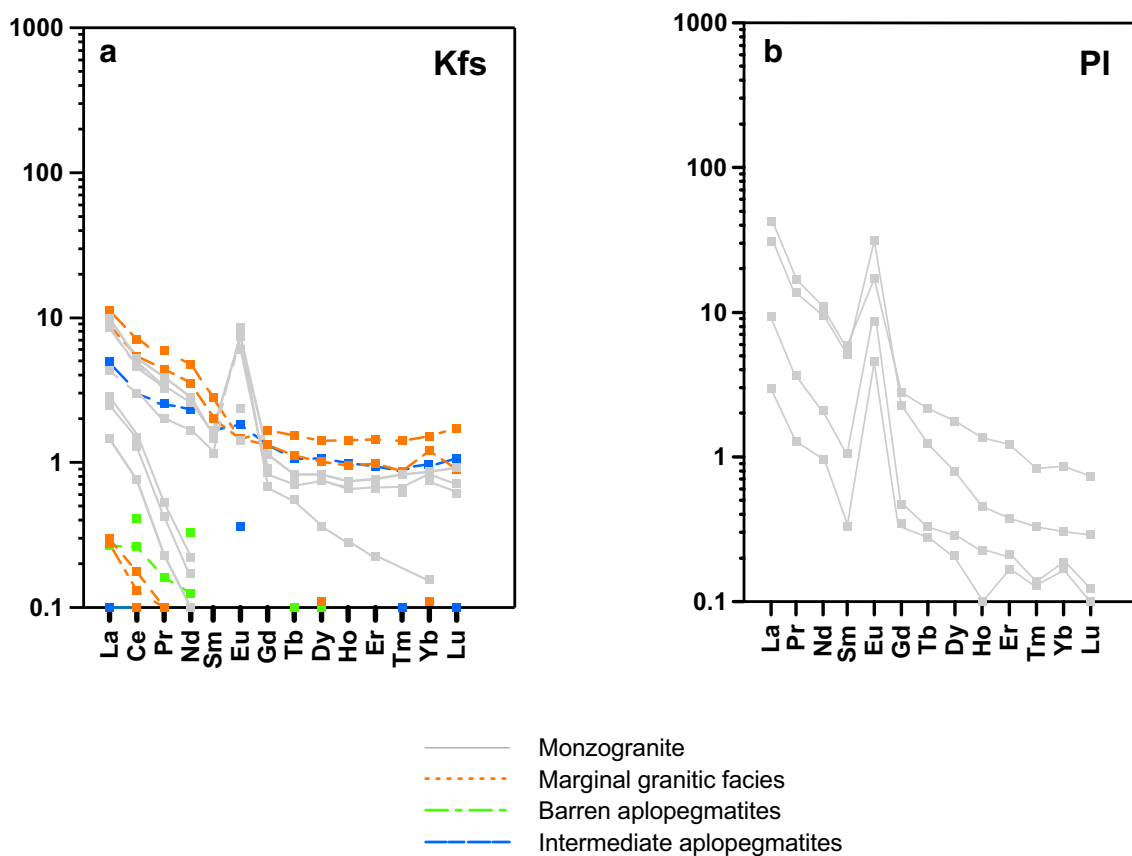 a
Kfs
1000
100
10
1
0.1
La Ce Pr Nd Sm Eu Gd Tb Dy Ho Er Tm Yb Lu
b
Pl
1000
100
10
1
0.1
La Pr Nd Sm Eu Gd Tb Dy Ho Er Tm Yb Lu
Monzogranite
Marginal granitic facies
Barren aplopegmatites
Intermediate aplopegmatites